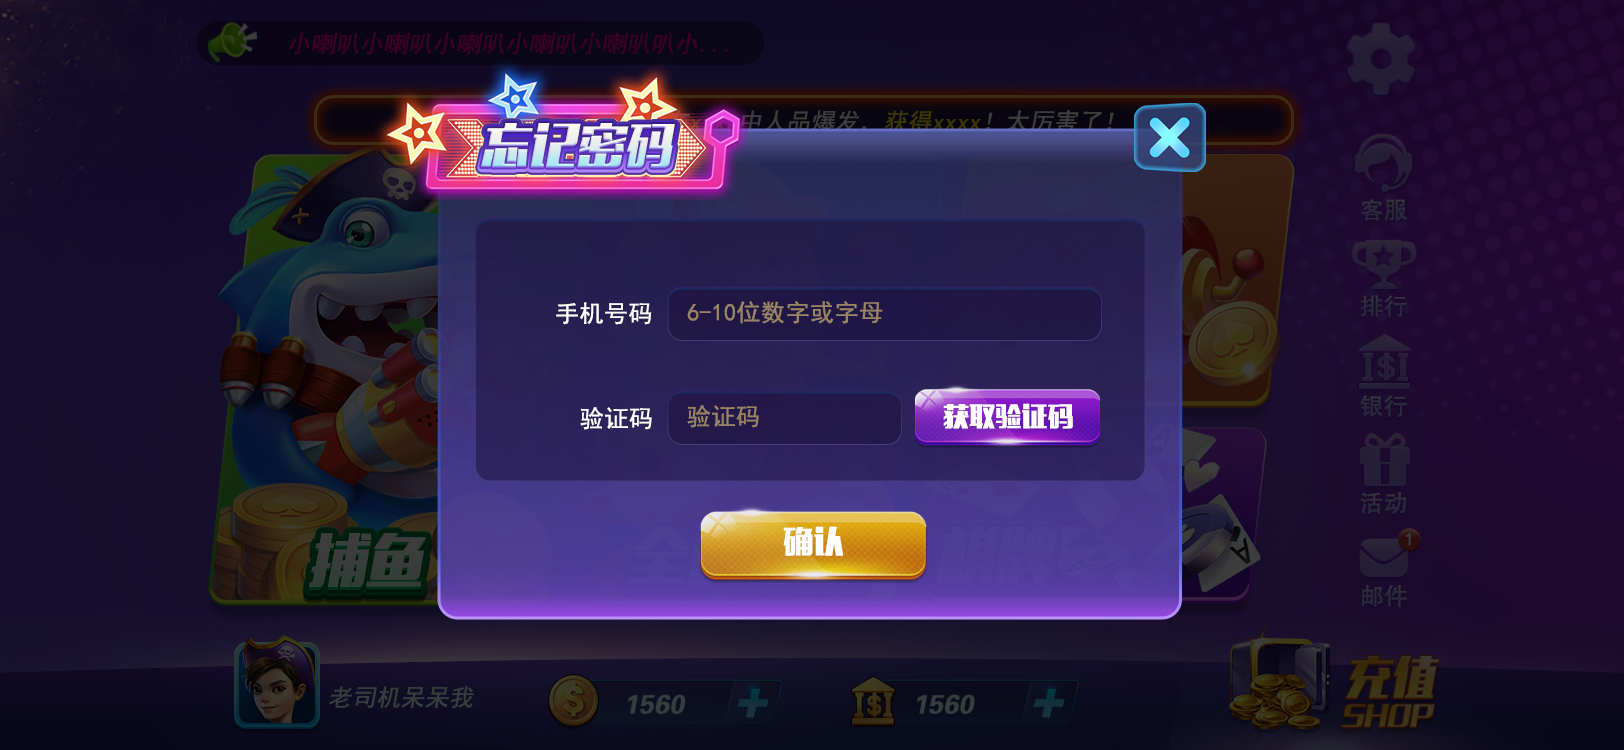 小喇叭小喇叭小喇叭小喇叭小喇叭叭小...
中人品爆发，获得xxxx！太厉害了！
忘记密码
手机号码 6-10位数字或字母
验证码 验证码 获取验证码
确认
捕鱼
客服
排行
银行
活动
1
邮件
老司机呆呆我
1560
1560
充值
SHOP